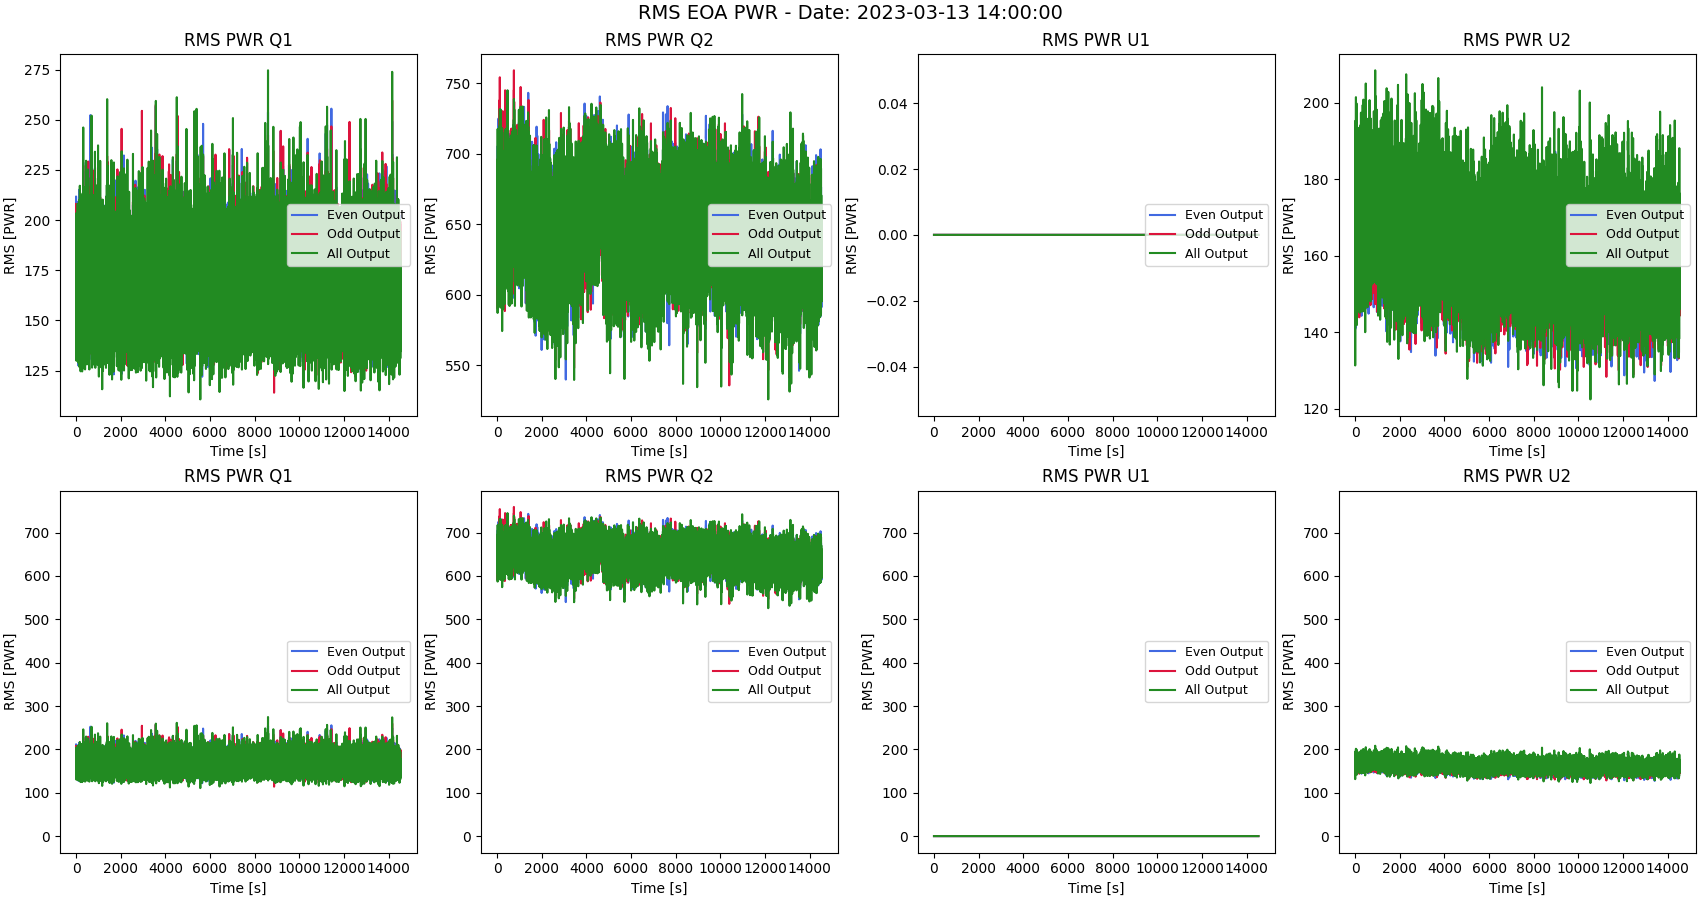 RMS EOA PWR - Date: 2023-03-13 14:00:00
RMS PWR Q1
RMS [PWR]
275
250
225
200
175
150
125
Even Output
Odd Output
All Output
0 2000 4000 6000 8000 10000 12000 14000
Time [s]
RMS PWR Q2
RMS [PWR]
750
700
650
600
550
Even Output
Odd Output
All Output
0 2000 4000 6000 8000 10000 12000 14000
Time [s]
RMS PWR U1
RMS [PWR]
0.04
0.02
0.00
−0.02
−0.04
Even Output
Odd Output
All Output
0 2000 4000 6000 8000 10000 12000 14000
Time [s]
RMS PWR U2
RMS [PWR]
200
180
160
140
120
Even Output
Odd Output
All Output
0 2000 4000 6000 8000 10000 12000 14000
Time [s]
RMS PWR Q1
RMS [PWR]
700
600
500
400
300
200
100
0
Even Output
Odd Output
All Output
0 2000 4000 6000 8000 10000 12000 14000
Time [s]
RMS PWR Q2
RMS [PWR]
700
600
500
400
300
200
100
0
Even Output
Odd Output
All Output
0 2000 4000 6000 8000 10000 12000 14000
Time [s]
RMS PWR U1
RMS [PWR]
700
600
500
400
300
200
100
0
Even Output
Odd Output
All Output
0 2000 4000 6000 8000 10000 12000 14000
Time [s]
RMS PWR U2
RMS [PWR]
700
600
500
400
300
200
100
0
Even Output
Odd Output
All Output
0 2000 4000 6000 8000 10000 12000 14000
Time [s]